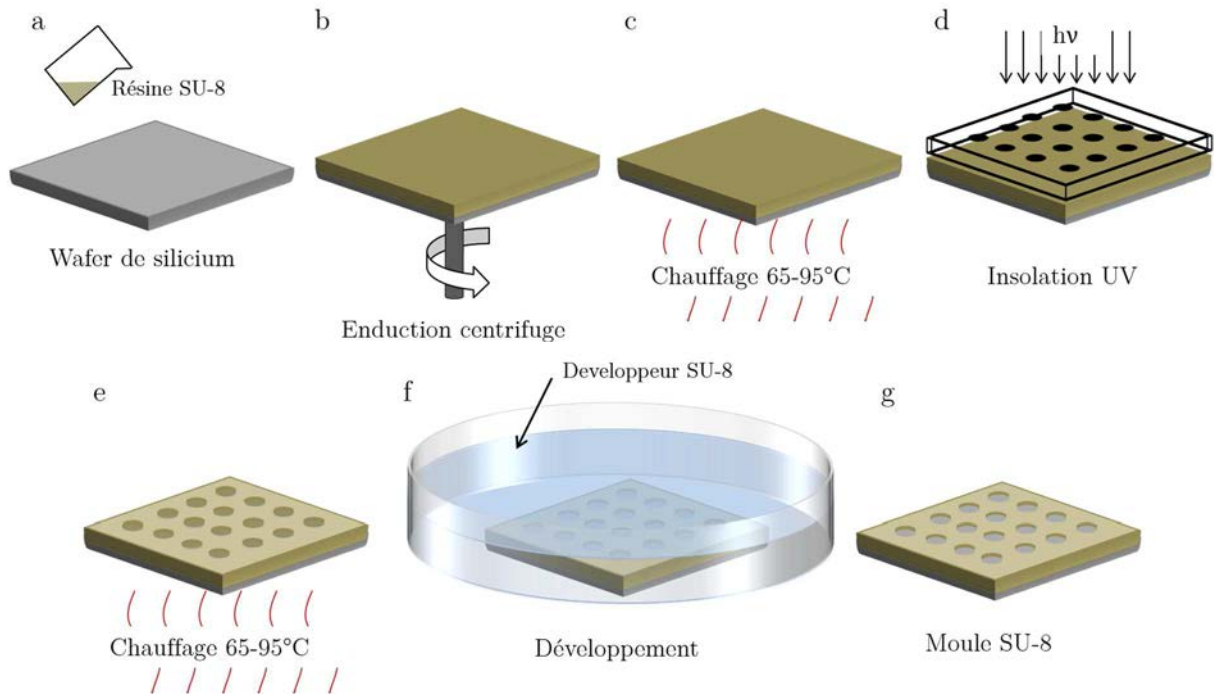 a
Résine SU-8
Wafer de silicium
b
Enduction centrifuge
c
Chauffage 65-95°C
d
hν
Insolation UV
e
Chauffage 65-95°C
f
Developpeur SU-8
Développement
g
Moule SU-8